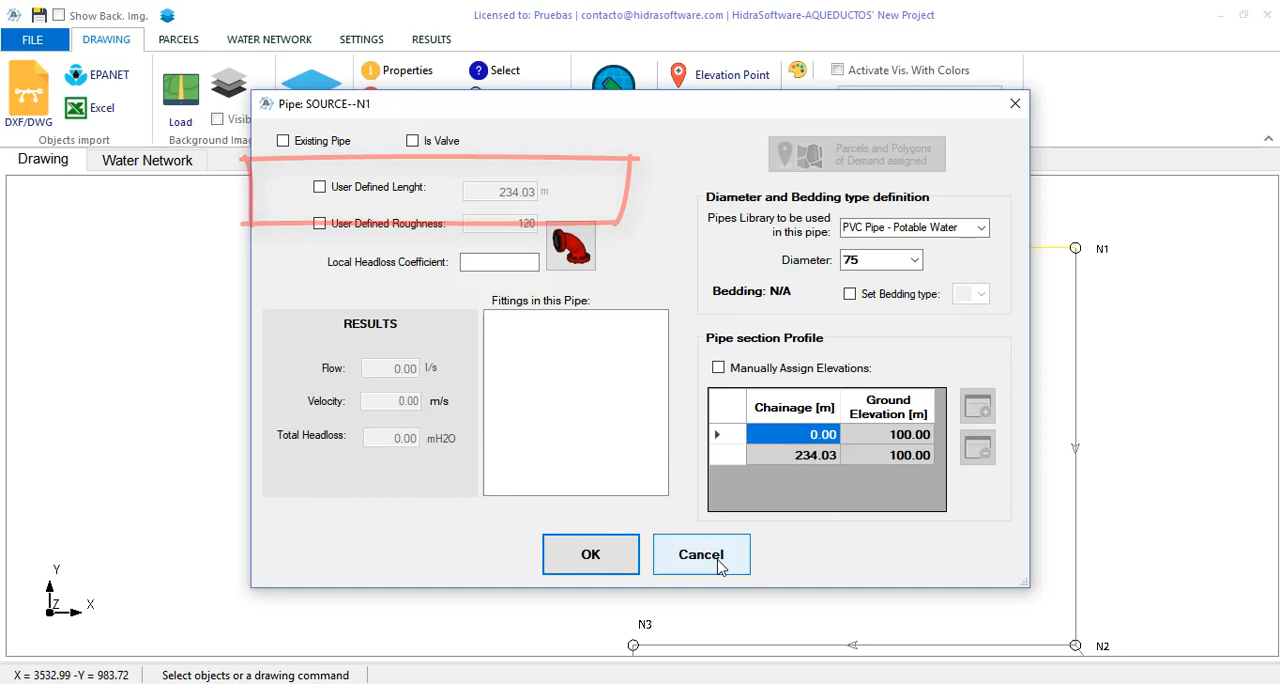 Show Back. Img.
Licensed to: Pruebas | contacto@hidrasoftware.com | HidraSoftware-AQUEDUCTOS` New Project
FILE DRAWING PARCELS WATER NETWORK SETTINGS RESULTS
DXF/DWG EPANET Excel
Load
Properties Select
Elevation Point
Activate Vis. With Colors
Visib
Objects import
Background Ima
Drawing Water Network
Pipe: SOURCE--N1
Existing Pipe Is Valve
User Defined Lenght: 234.03 m
User Defined Roughness: 120
Local Headloss Coefficient:
Fittings in this Pipe:
RESULTS
Flow: 0.00 l/s
Velocity: 0.00 m/s
Total Headloss: 0.00 mH2O
Parcels and Polygons
of Demand assigned
Diameter and Bedding type definition
Pipes Library to be used
in this pipe: PVC Pipe - Potable Water
Diameter: 75
Bedding: N/A Set Bedding type:
Pipe section Profile
Manually Assign Elevations:
Chainage [m] Ground
Elevation [m]
0.00 100.00
234.03 100.00
OK Cancel
N1
N2
N3
Y
Z X
X = 3532.99 -Y = 983.72 Select objects or a drawing command